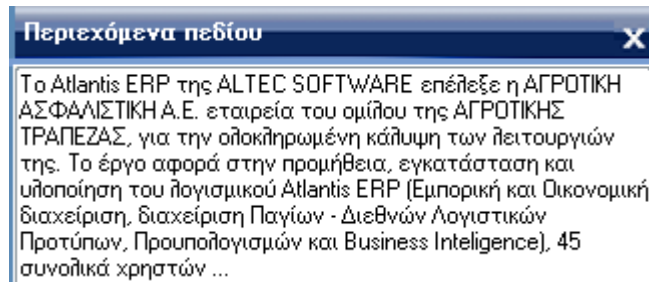 Περιεχόμενα πεδίου
Το Atlantis ERP της ALTEC SOFTWARE επέλεξε η ΑΓΡΟΤΙΚΗ
ΑΣΦΑΛΙΣΤΙΚΗ Α.Ε. εταιρεία του ομίλου της ΑΓΡΟΤΙΚΗΣ
ΤΡΑΠΕΖΑΣ, για την ολοκληρωμένη κάλυψη των λειτουργιών
της. Το έργο αφορά στην προμήθεια, εγκατάσταση και
υλοποίηση του λογισμικού Atlantis ERP (Εμπορική και Οικονομική
διαχείριση, διαχείριση Παγίων - Διεθνών Λογιστικών
Προτύπων, Προυπολογισμών και Business Inteligence), 45
συνολικά χρηστών ...